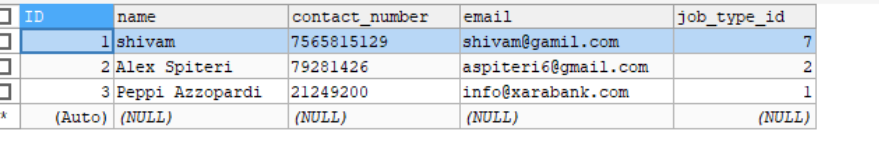 ID name contact_number email job_type_id
1 shivam 7565815129 shivam@gamil.com 7
2 Alex Spiteri 79281426 aspiteri6@gmail.com 2
3 Peppi Azzopardi 21249200 info@xarabank.com 1
* (Auto) (NULL) (NULL) (NULL) (NULL)